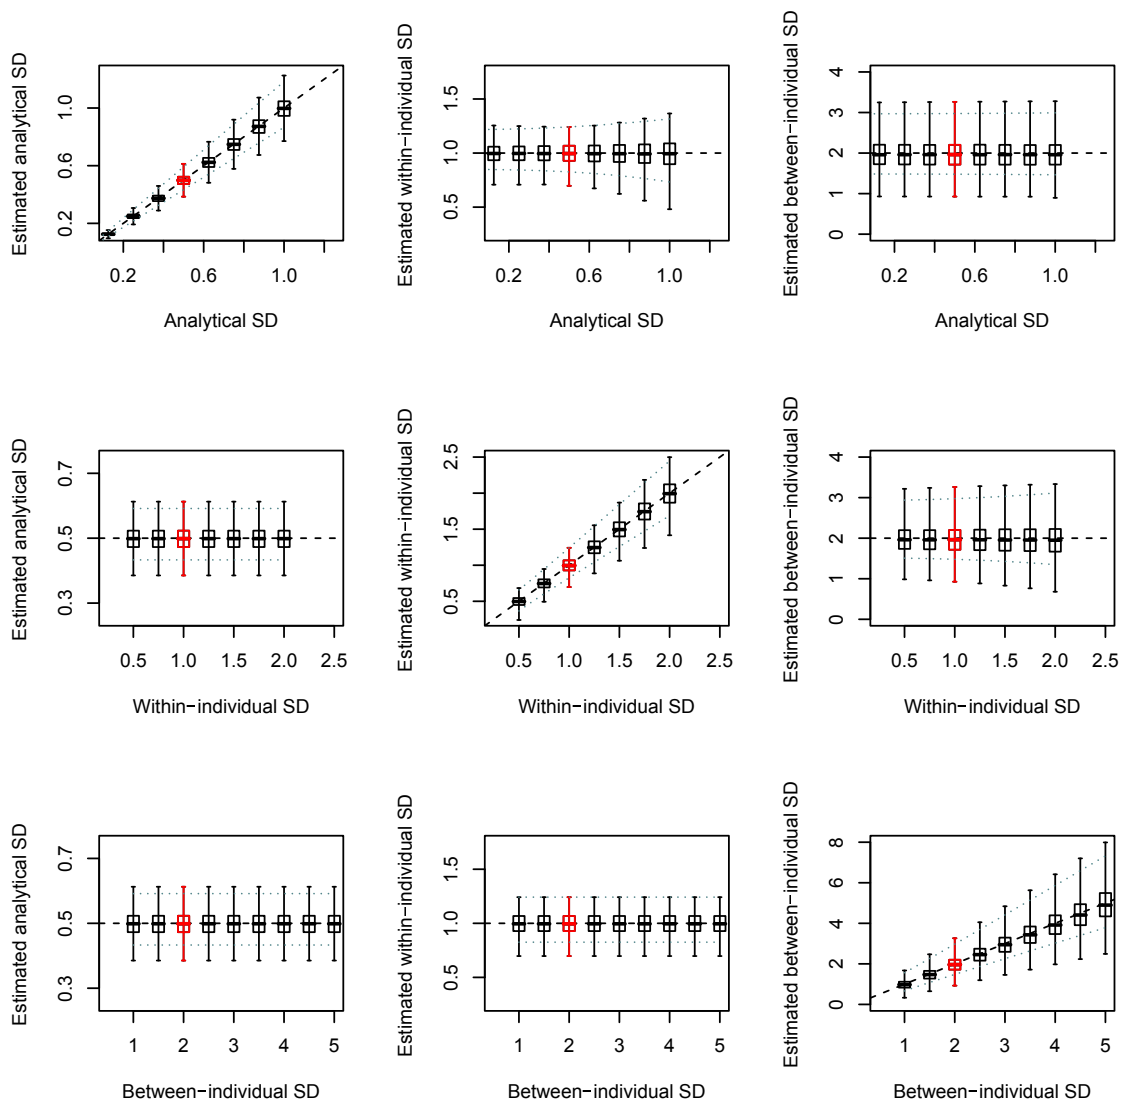 Estimated analytical SD
0.2 0.6 1.0
0.2 0.6 1.0
Analytical SD
Estimated within−individual SD
0.5 1.0 1.5
0.2 0.6 1.0
Analytical SD
Estimated between−individual SD
0 1 2 3 4
0.2 0.6 1.0
Analytical SD
Estimated analytical SD
0.3 0.5 0.7
0.5 1.0 1.5 2.0 2.5
Within−individual SD
Estimated within−individual SD
0.5 1.5 2.5
0.5 1.0 1.5 2.0 2.5
Within−individual SD
Estimated between−individual SD
0 1 2 3 4
0.5 1.0 1.5 2.0 2.5
Within−individual SD
Estimated analytical SD
0.3 0.5 0.7
1 2 3 4 5
Between−individual SD
Estimated within−individual SD
0.5 1.0 1.5
1 2 3 4 5
Between−individual SD
Estimated between−individual SD
0 2 4 6 8
1 2 3 4 5
Between−individual SD